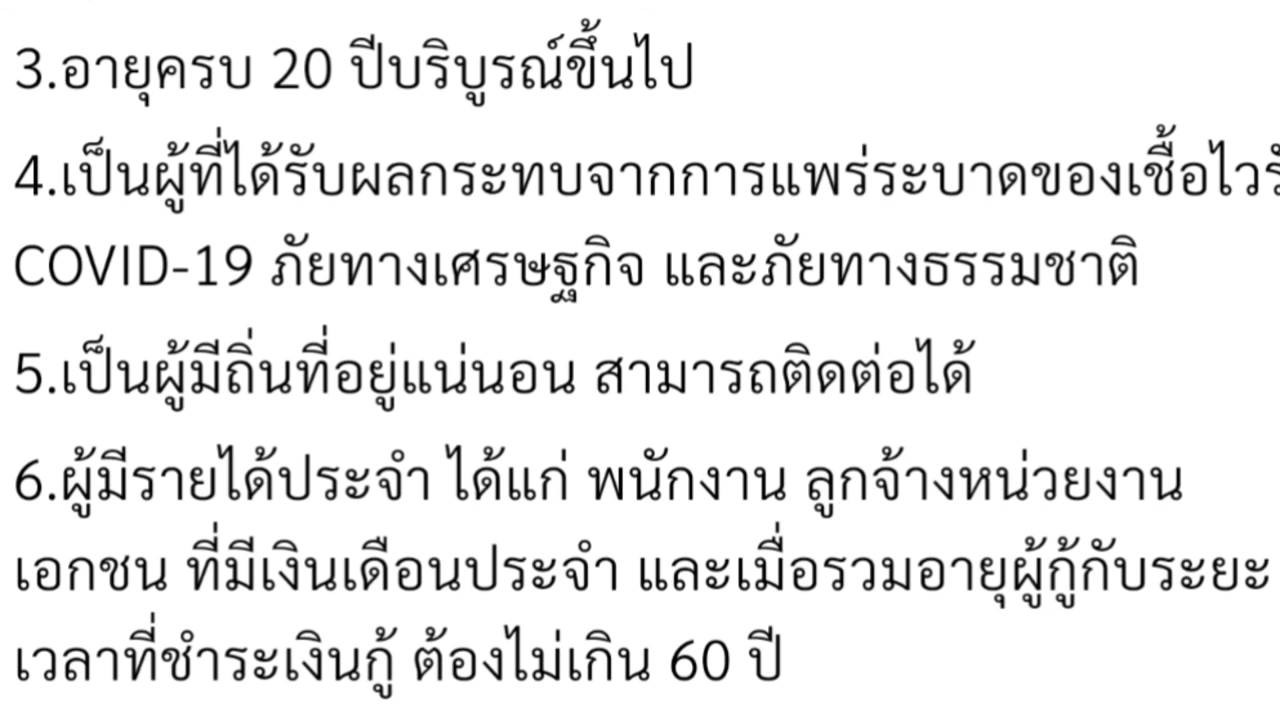 3.อายุครบ 20 ปีบริบูรณ์ขึ้นไป
4.เป็นผู้ที่ได้รับผลกระทบจากการแพร่ระบาดของเชื้อไวรั
COVID-19 ภัยทางเศรษฐกิจ และภัยทางธรรมชาติ
5.เป็นผู้มีถิ่นที่อยู่แน่นอน สามารถติดต่อได้
6.ผู้มีรายได้ประจำ ได้แก่ พนักงาน ลูกจ้างหน่วยงาน
เอกชน ที่มีเงินเดือนประจำ และเมื่อรวมอายุผู้กู้กับระยะ
เวลาที่ชำระเงินกู้ ต้องไม่เกิน 60 ปี